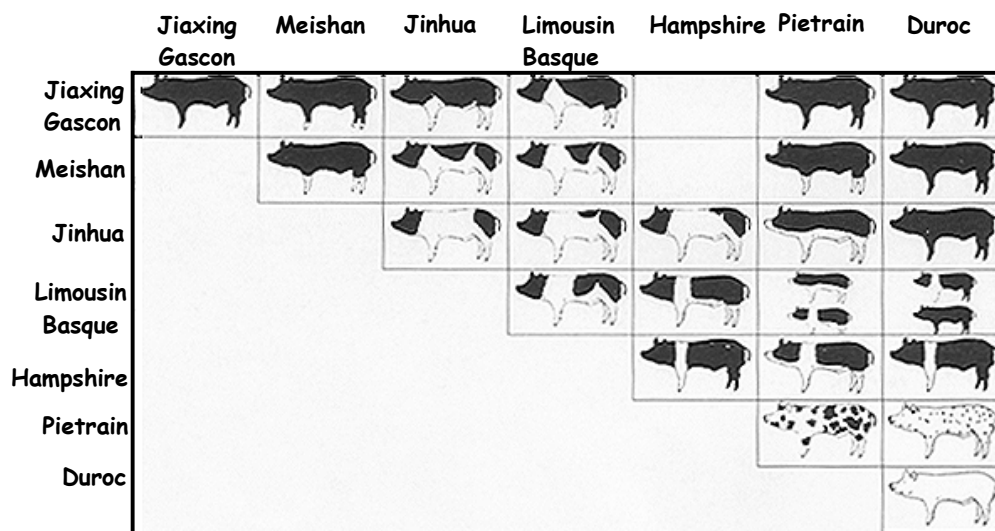 Jiaxing Meishan Jinhua Limousin Hampshire Pietrain Duroc
Gascon Basque
Jiaxing
Gascon
Meishan
Jinhua
Limousin
Basque
Hampshire
Pietrain
Duroc